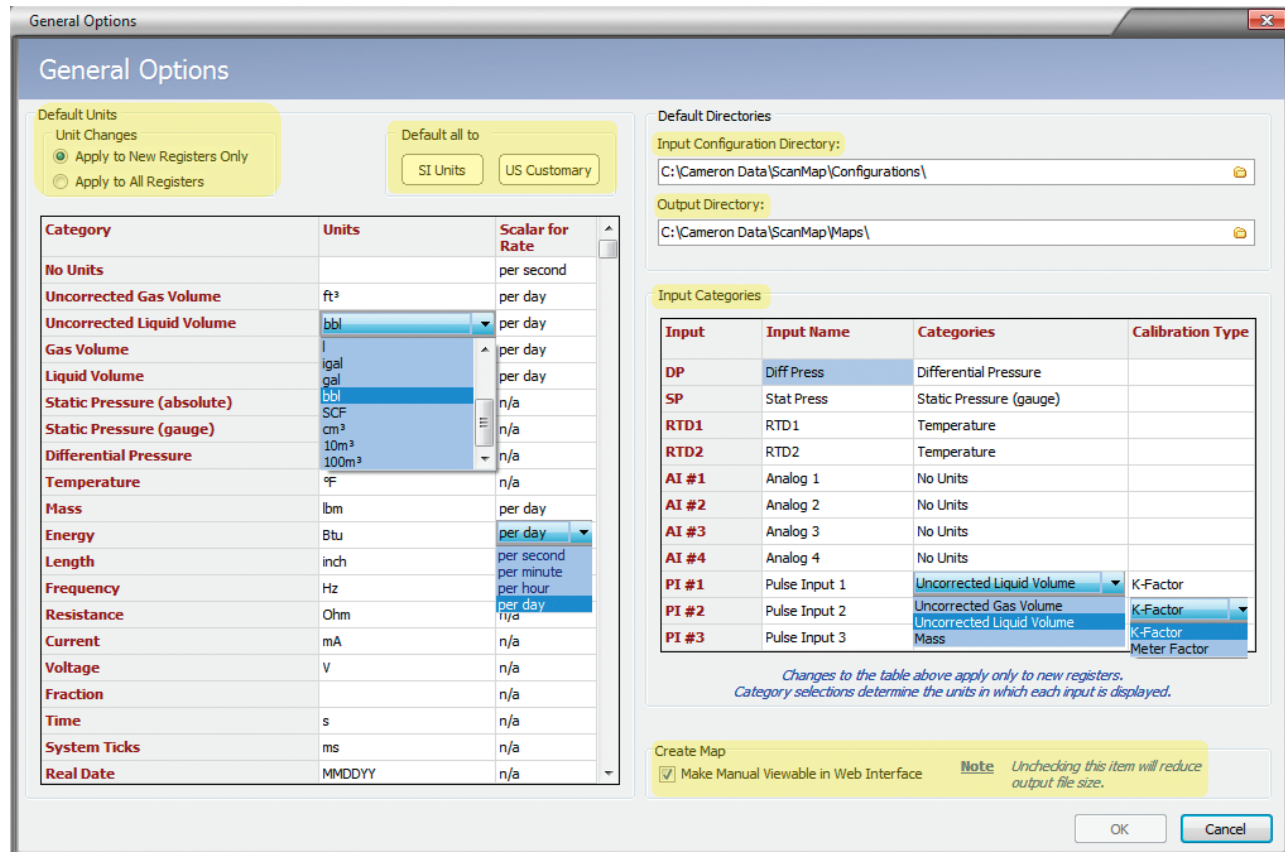 General Options
General Options
Default Units
Unit Changes
Apply to New Registers Only
Apply to All Registers
Default all to
SI Units US Customary
Category Units Scalar for Rate
No Units per second
Uncorrected Gas Volume ft³ per day
Uncorrected Liquid Volume bbl per day
Gas Volume per day
Liquid Volume per day
Static Pressure (absolute) n/a
Static Pressure (gauge) n/a
Differential Pressure n/a
l
igal
gal
bbl
SCF
cm³
10m³
100m³
Temperature °F n/a
Mass lbm per day
Energy Btu per day
Length inch
Frequency Hz
per second
per minute
per hour
per day
Resistance Ohm n/a
Current mA n/a
Voltage V n/a
Fraction n/a
Time s n/a
System Ticks ms n/a
Real Date MMDDYY n/a
Default Directories
Input Configuration Directory:
C:\Cameron Data\ScanMap\Configurations\
Output Directory:
C:\Cameron Data\ScanMap\Maps\
Input Categories
Input Input Name Categories Calibration Type
DP Diff Press Differential Pressure
SP Stat Press Static Pressure (gauge)
RTD1 RTD1 Temperature
RTD2 RTD2 Temperature
AI #1 Analog 1 No Units
AI #2 Analog 2 No Units
AI #3 Analog 3 No Units
AI #4 Analog 4 No Units
PI #1 Pulse Input 1 Uncorrected Liquid Volume K-Factor
PI #2 Pulse Input 2 Uncorrected Gas Volume K-Factor
Uncorrected Liquid Volume
PI #3 Pulse Input 3 Mass K-Factor
Meter Factor
Changes to the table above apply only to new registers.
Category selections determine the units in which each input is displayed.
Create Map
Make Manual Viewable in Web Interface
Note Unchecking this item will reduce
output file size.
OK Cancel